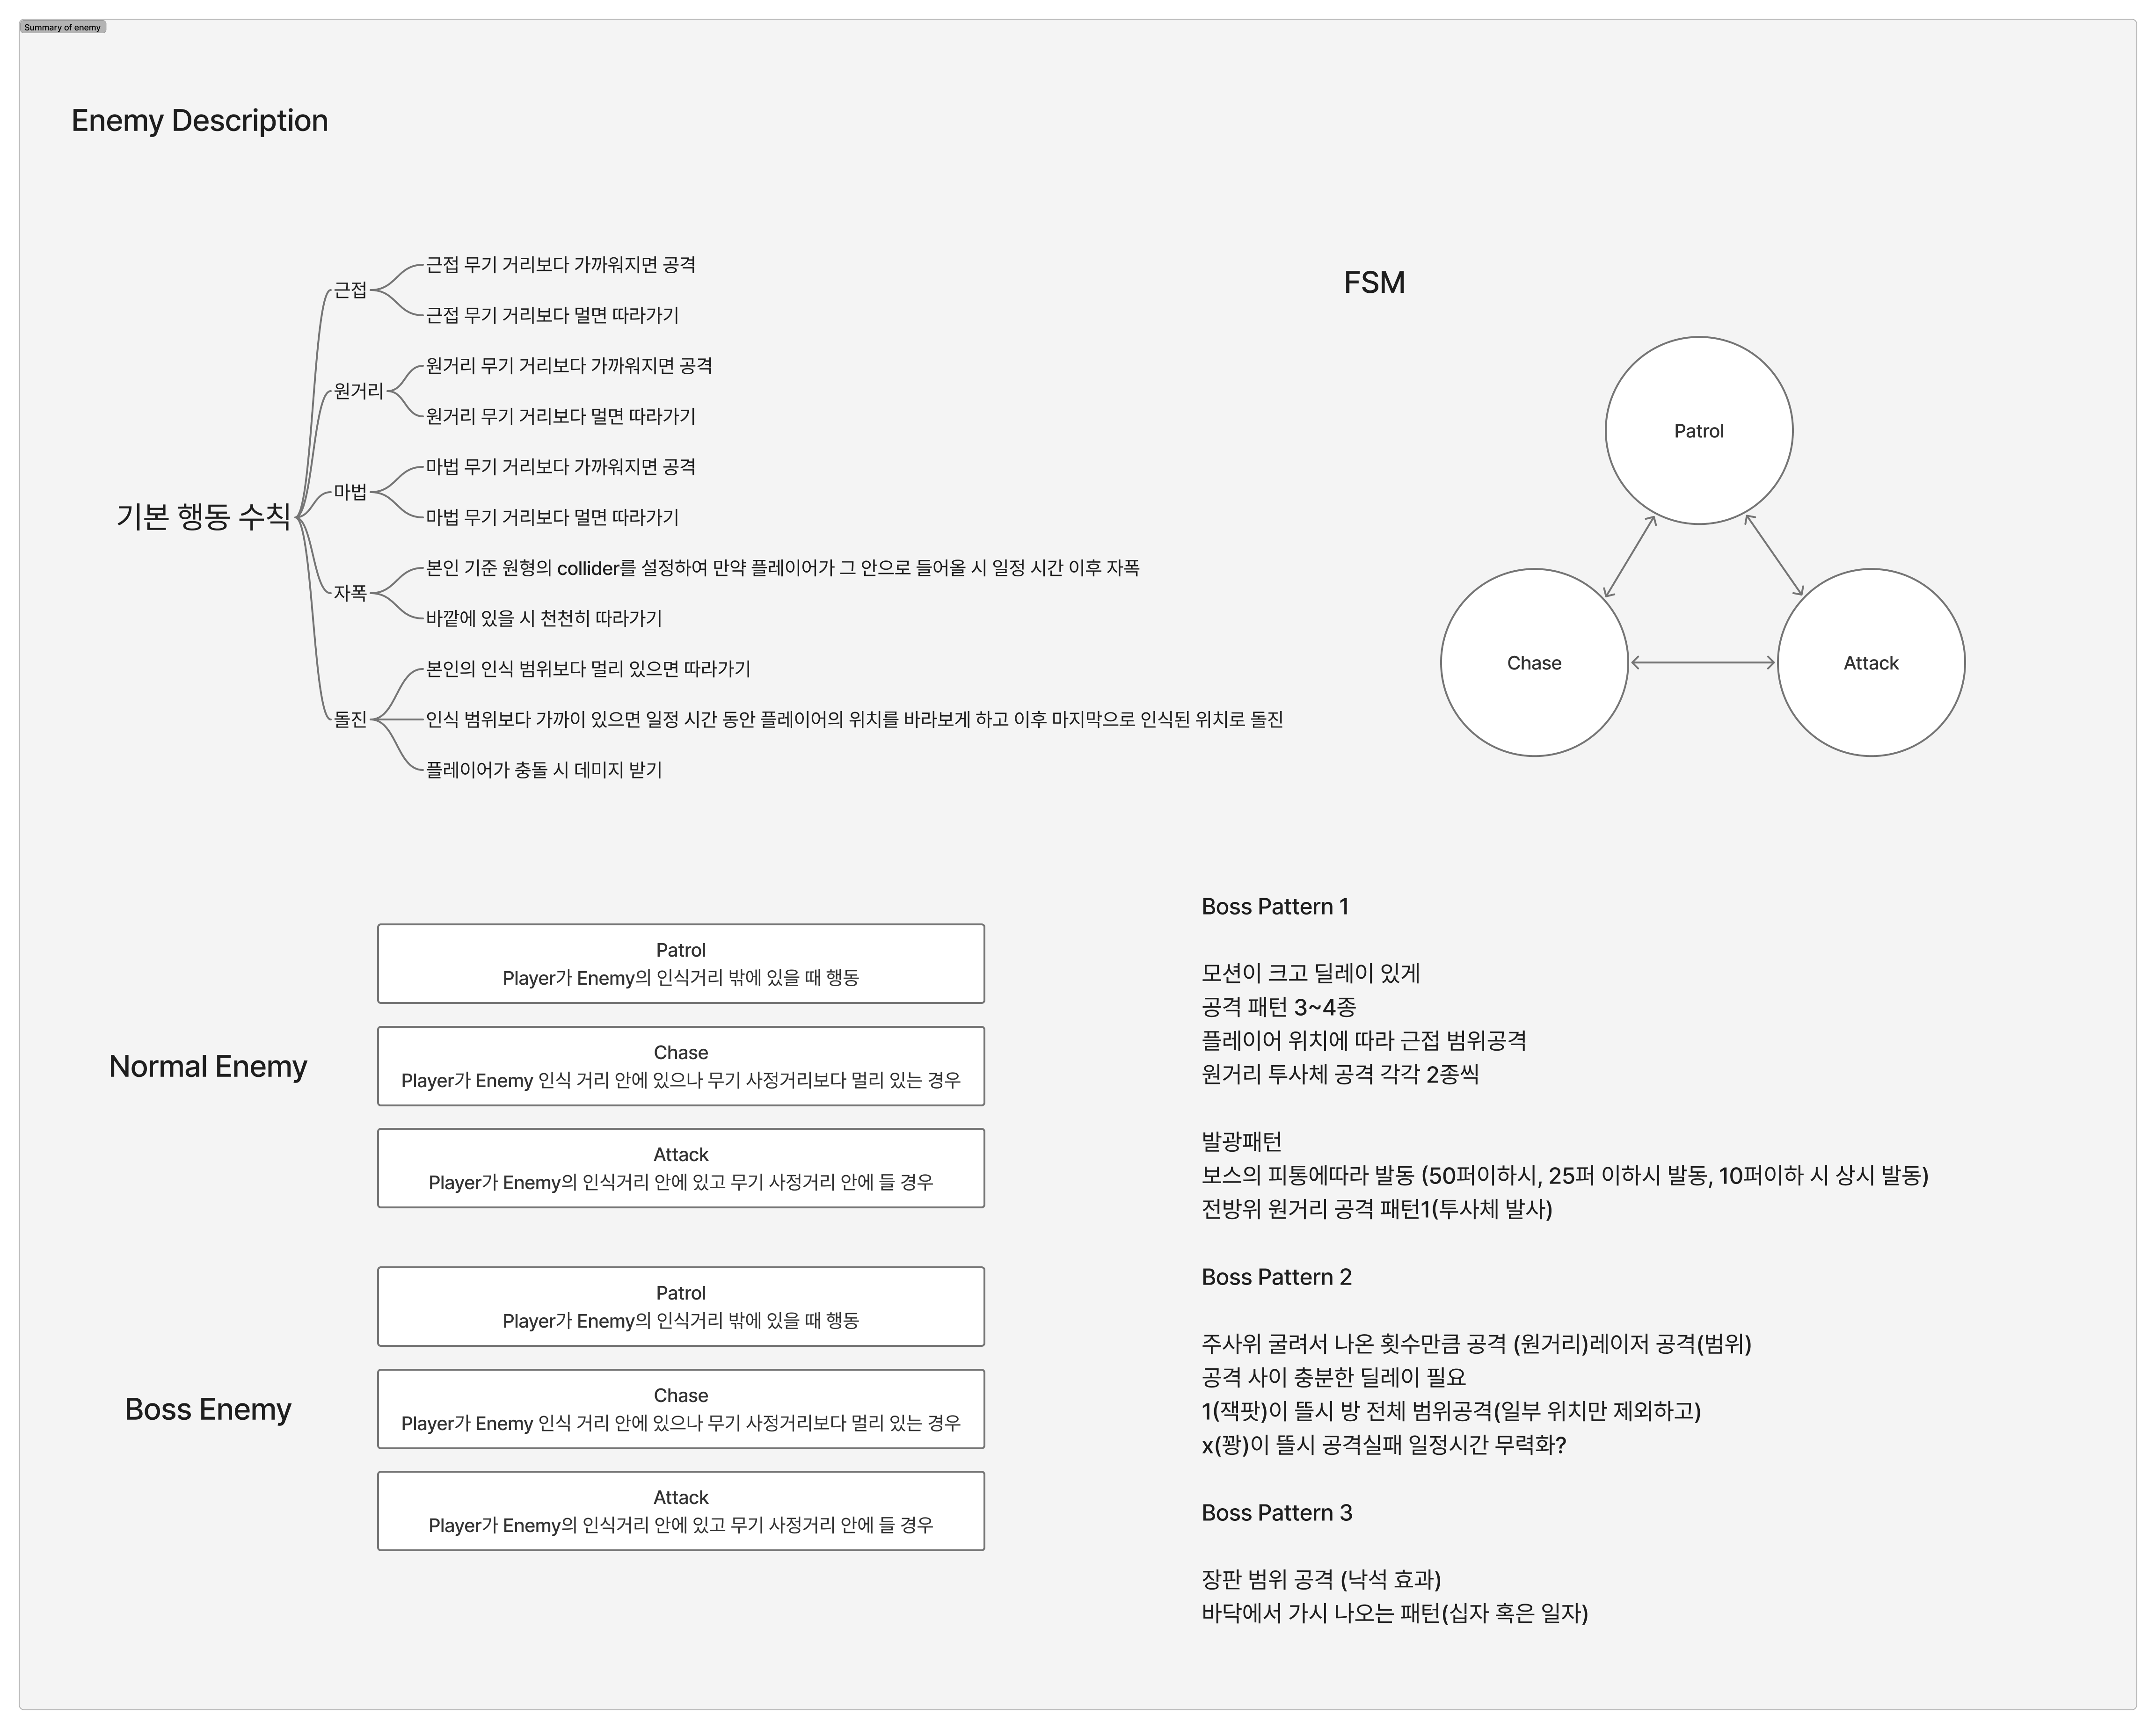 Summary of enemy
Enemy Description
기본 행동 수칙
근접
근접 무기 거리보다 가까워지면 공격
근접 무기 거리보다 멀면 따라가기
원거리
원거리 무기 거리보다 가까워지면 공격
원거리 무기 거리보다 멀면 따라가기
마법
마법 무기 거리보다 가까워지면 공격
마법 무기 거리보다 멀면 따라가기
자폭
본인 기준 원형의 collider를 설정하여 만약 플레이어가 그 안으로 들어올 시 일정 시간 이후 자폭
바깥에 있을 시 천천히 따라가기
돌진
본인의 인식 범위보다 멀리 있으면 따라가기
인식 범위보다 가까이 있으면 일정 시간 동안 플레이어의 위치를 바라보게 하고 이후 마지막으로 인식된 위치로 돌진
플레이어가 충돌 시 데미지 받기
FSM
Patrol
Chase
Attack
Normal Enemy
Patrol
Player가 Enemy의 인식거리 밖에 있을 때 행동
Chase
Player가 Enemy 인식 거리 안에 있으나 무기 사정거리보다 멀리 있는 경우
Attack
Player가 Enemy의 인식거리 안에 있고 무기 사정거리 안에 들 경우
Boss Enemy
Patrol
Player가 Enemy의 인식거리 밖에 있을 때 행동
Chase
Player가 Enemy 인식 거리 안에 있으나 무기 사정거리보다 멀리 있는 경우
Attack
Player가 Enemy의 인식거리 안에 있고 무기 사정거리 안에 들 경우
Boss Pattern 1
모션이 크고 딜레이 있게
공격 패턴 3~4종
플레이어 위치에 따라 근접 범위공격
원거리 투사체 공격 각각 2종씩
발광패턴
보스의 피통에따라 발동 (50퍼이하시, 25퍼 이하시 발동, 10퍼이하 시 상시 발동)
전방위 원거리 공격 패턴1(투사체 발사)
Boss Pattern 2
주사위 굴려서 나온 횟수만큼 공격 (원거리)레이저 공격(범위)
공격 사이 충분한 딜레이 필요
1(잭팟)이 뜰시 방 전체 범위공격(일부 위치만 제외하고)
x(꽝)이 뜰시 공격실패 일정시간 무력화?
Boss Pattern 3
장판 범위 공격 (낙석 효과)
바닥에서 가시 나오는 패턴(십자 혹은 일자)